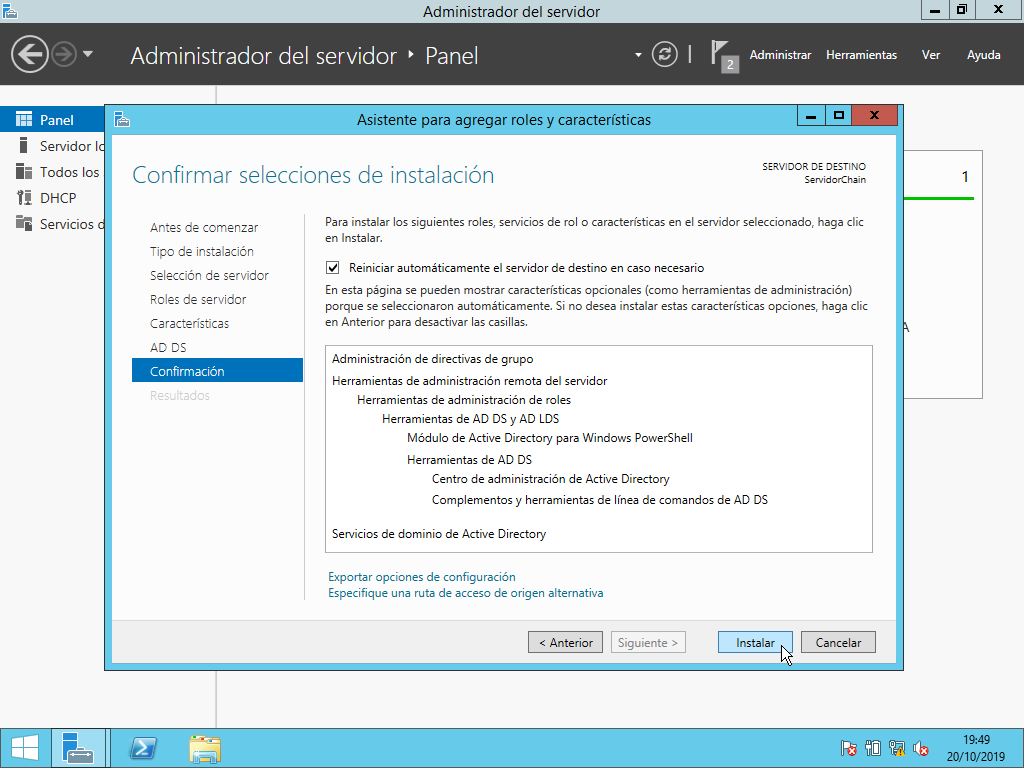 Administrador del servidor
Administrador del servidor ‣ Panel
2
Administrar
Herramientas
Ver
Ayuda
Panel
Servidor lo
Todos los
DHCP
Servicios d
1
A
Asistente para agregar roles y características
Confirmar selecciones de instalación
SERVIDOR DE DESTINO
ServidorChain
Antes de comenzar
Tipo de instalación
Selección de servidor
Roles de servidor
Características
AD DS
Confirmación
Resultados
Para instalar los siguientes roles, servicios de rol o características en el servidor seleccionado, haga clic
en Instalar.
Reiniciar automáticamente el servidor de destino en caso necesario
En esta página se pueden mostrar características opcionales (como herramientas de administración)
porque se seleccionaron automáticamente. Si no desea instalar estas características opciones, haga clic
en Anterior para desactivar las casillas.
Administración de directivas de grupo
Herramientas de administración remota del servidor
Herramientas de administración de roles
Herramientas de AD DS y AD LDS
Módulo de Active Directory para Windows PowerShell
Herramientas de AD DS
Centro de administración de Active Directory
Complementos y herramientas de línea de comandos de AD DS
Servicios de dominio de Active Directory
Exportar opciones de configuración
Especifique una ruta de acceso de origen alternativa
< Anterior
Siguiente >
Instalar
Cancelar
19:49
20/10/2019